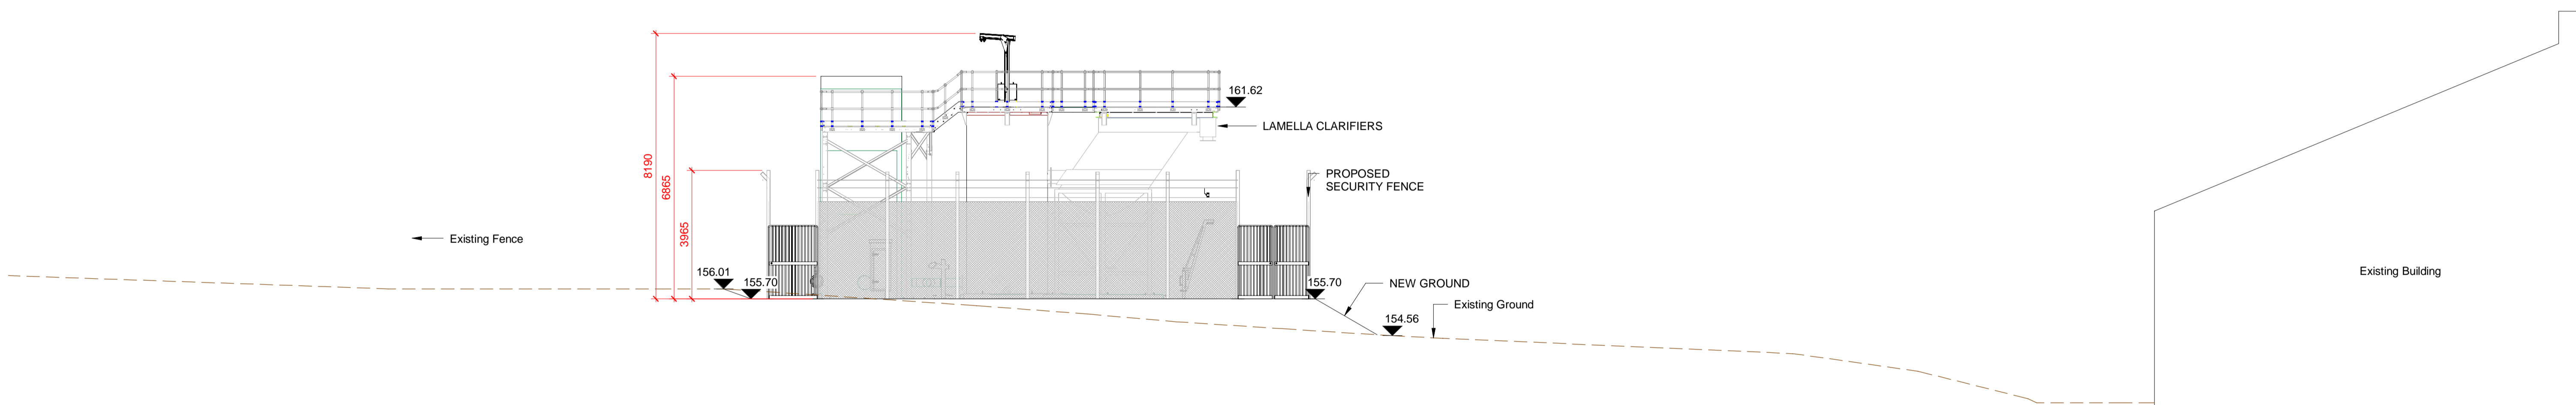 161.62
LAMELLA CLARIFIERS
8190
6865
3965
PROPOSED
SECURITY FENCE
Existing Fence
156.01
155.70
155.70
NEW GROUND
Existing Ground
154.56
Existing Building